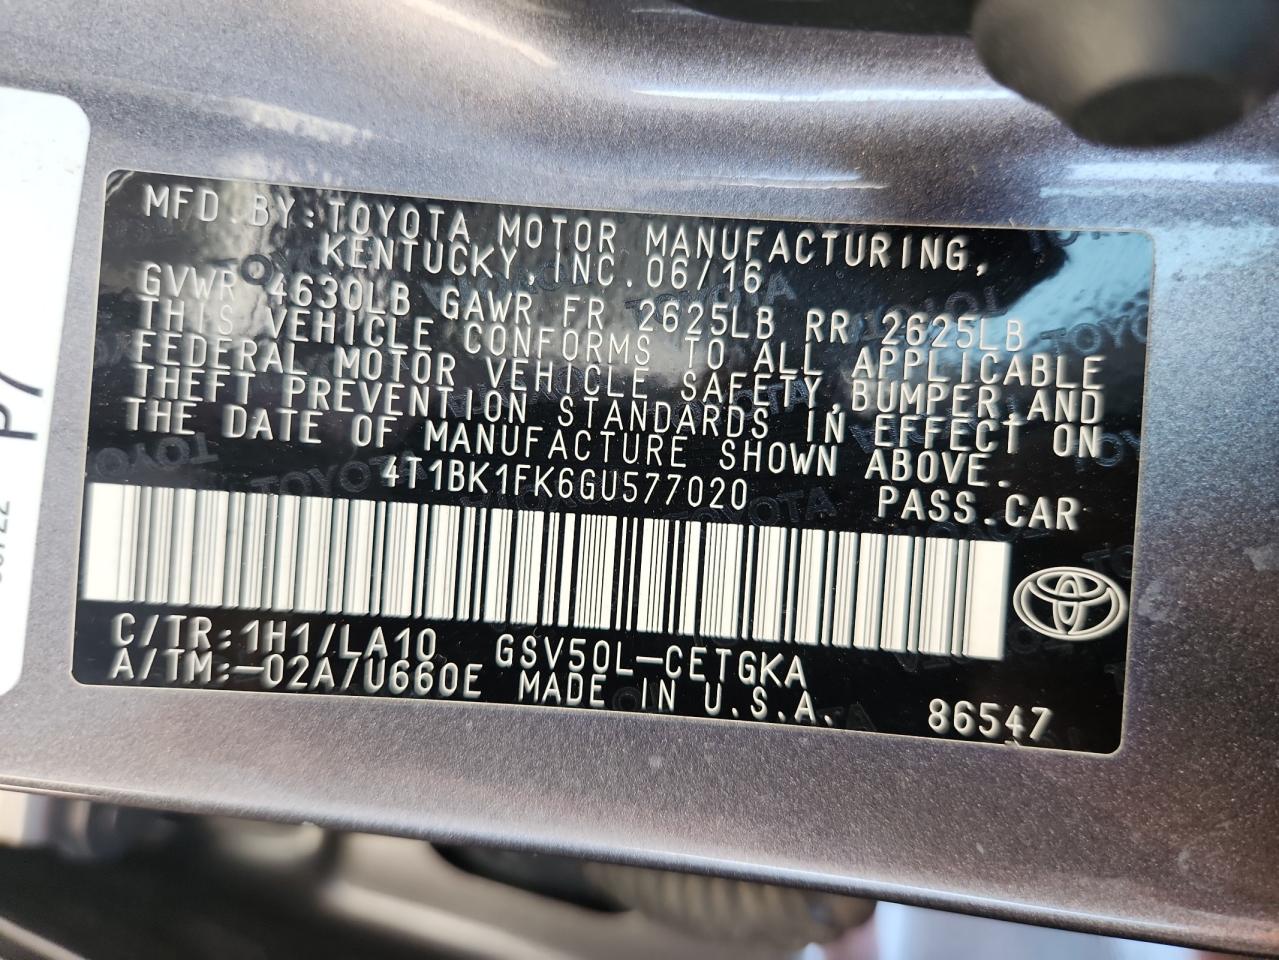 MFD.BY:TOYOTA MOTOR MANUFACTURING,
KENTUCKY, INC. 06/16
GVWR 4630LB GAWR FR 2625LB RR 2625LB
THIS VEHICLE CONFORMS TO ALL APPLICABLE
FEDERAL MOTOR VEHICLE SAFETY,BUMPER,AND
THEFT PREVENTION STANDARDS IN EFFECT ON
THE DATE OF MANUFACTURE SHOWN ABOVE.
4T1BK1FK6GU577020 PASS.CAR
C/TR:1H1/LA10 GSV50L-CETGKA
A/TM:-02A/U660E MADE IN U.S.A. 86547
P7